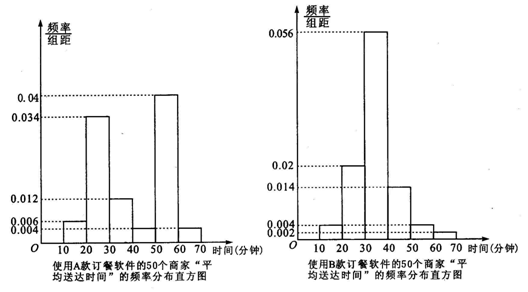 频率
组距
0.04
0.034
0.012
0.006
0.004
O
10 20 30 40 50 60 70 时间(分钟)
使用A款订餐软件的50个商家“平
均送达时间”的频率分布直方图
频率
组距
0.056
0.02
0.014
0.004
0.002
O
10 20 30 40 50 60 70 时间(分钟)
使用B款订餐软件的50个商家“平
均送达时间”的频率分布直方图